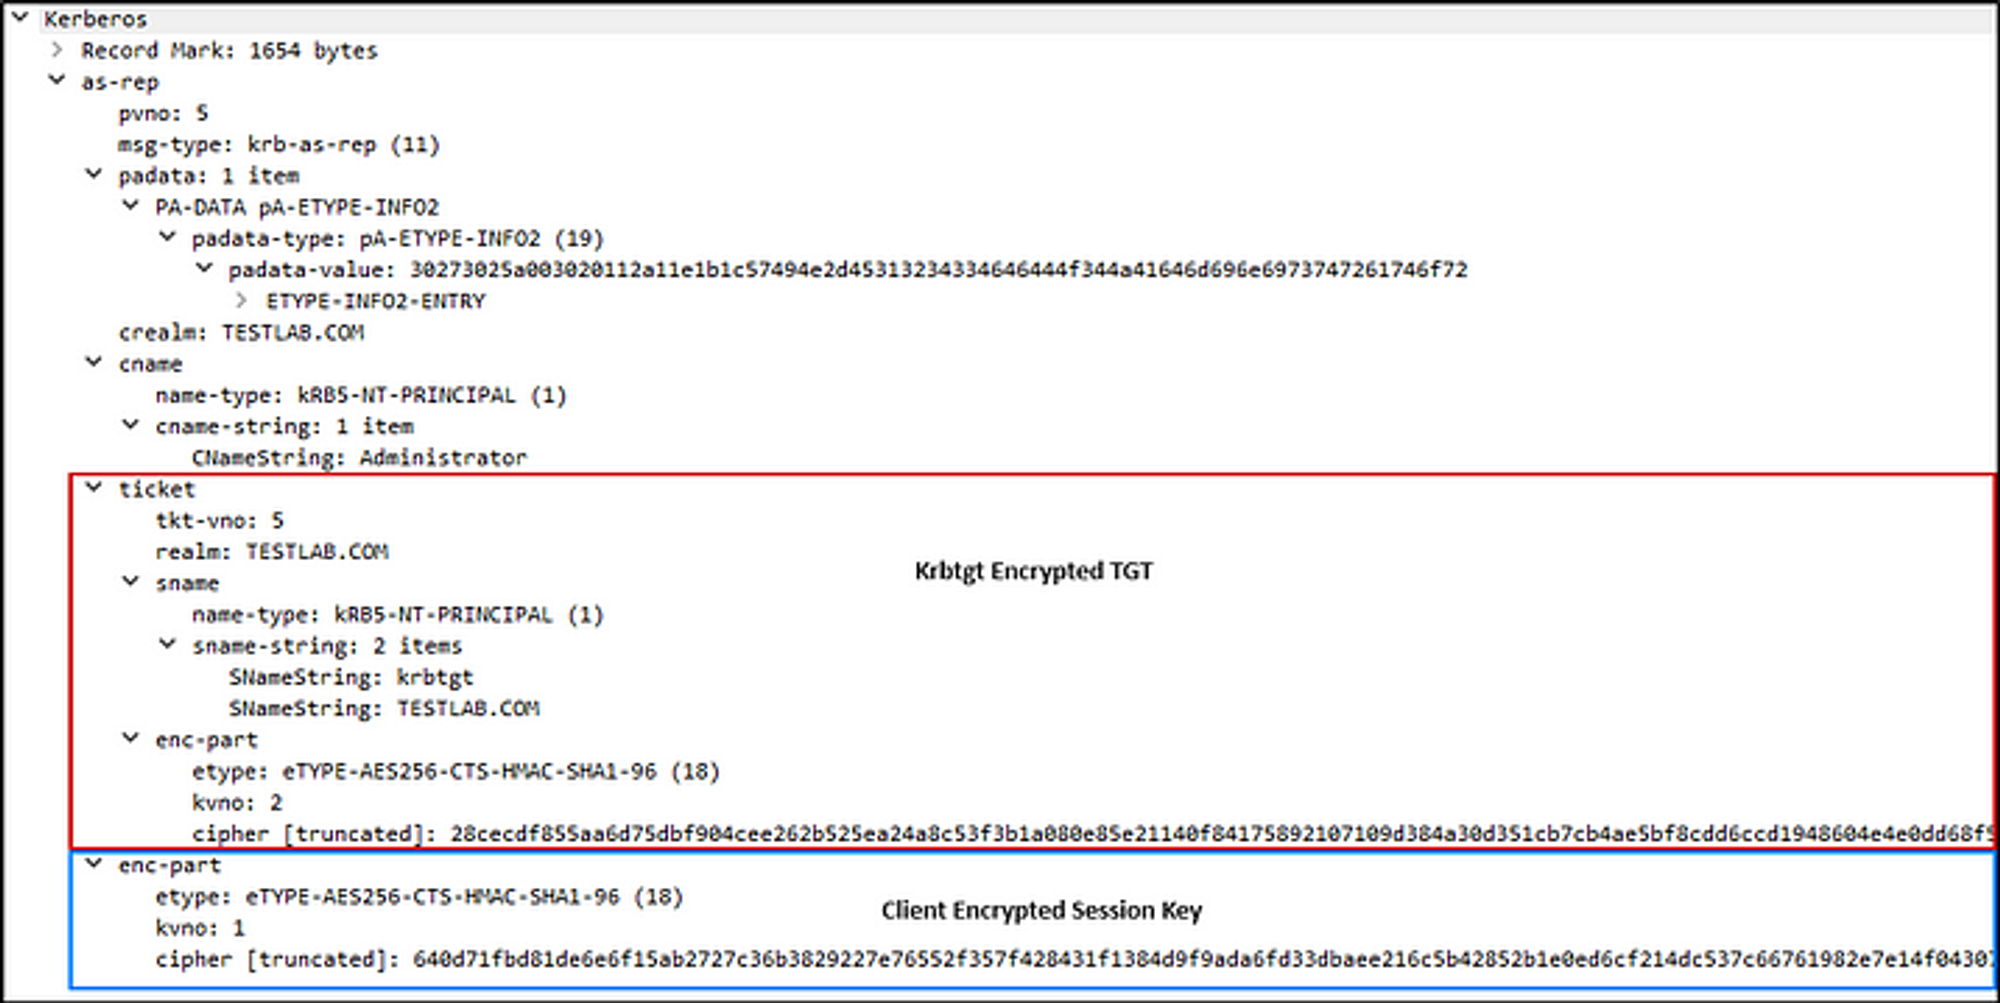 Kerberos
Record Mark: 1654 bytes
as-rep
pvno: 5
msg-type: krb-as-rep (11)
padata: 1 item
PA-DATA pA-ETYPE-INFO2
padata-type: pA-ETYPE-INFO2 (19)
padata-value: 30273025a003020112a11e1b1c57494e2d45313234334646444f344a41646d696e6973747261746f72
ETYPE-INFO2-ENTRY
crealm: TESTLAB.COM
cname
name-type: kRB5-NT-PRINCIPAL (1)
cname-string: 1 item
CNameString: Administrator
ticket
tkt-vno: 5
realm: TESTLAB.COM
Krbtgt Encrypted TGT
sname
name-type: kRB5-NT-PRINCIPAL (1)
sname-string: 2 items
SNameString: krbtgt
SNameString: TESTLAB.COM
enc-part
etype: eTYPE-AES256-CTS-HMAC-SHA1-96 (18)
kvno: 2
cipher [truncated]: 28cecdf855aa6d75dbf904cee262b525ea24a8c53f3b1a080e85e21140f84175892107109d384a30d351cb7cb4ae5bf8cdd6ccd1948604e4e0dd68f5
enc-part
etype: eTYPE-AES256-CTS-HMAC-SHA1-96 (18)
Client Encrypted Session Key
kvno: 1
cipher [truncated]: 640d71fbd81de6e6f15ab2727c36b3829227e76552f357f428431f1384d9f9ada6fd33dbaee216c5b42852b1e0ed6cf214dc537c66761982e7e14f04307